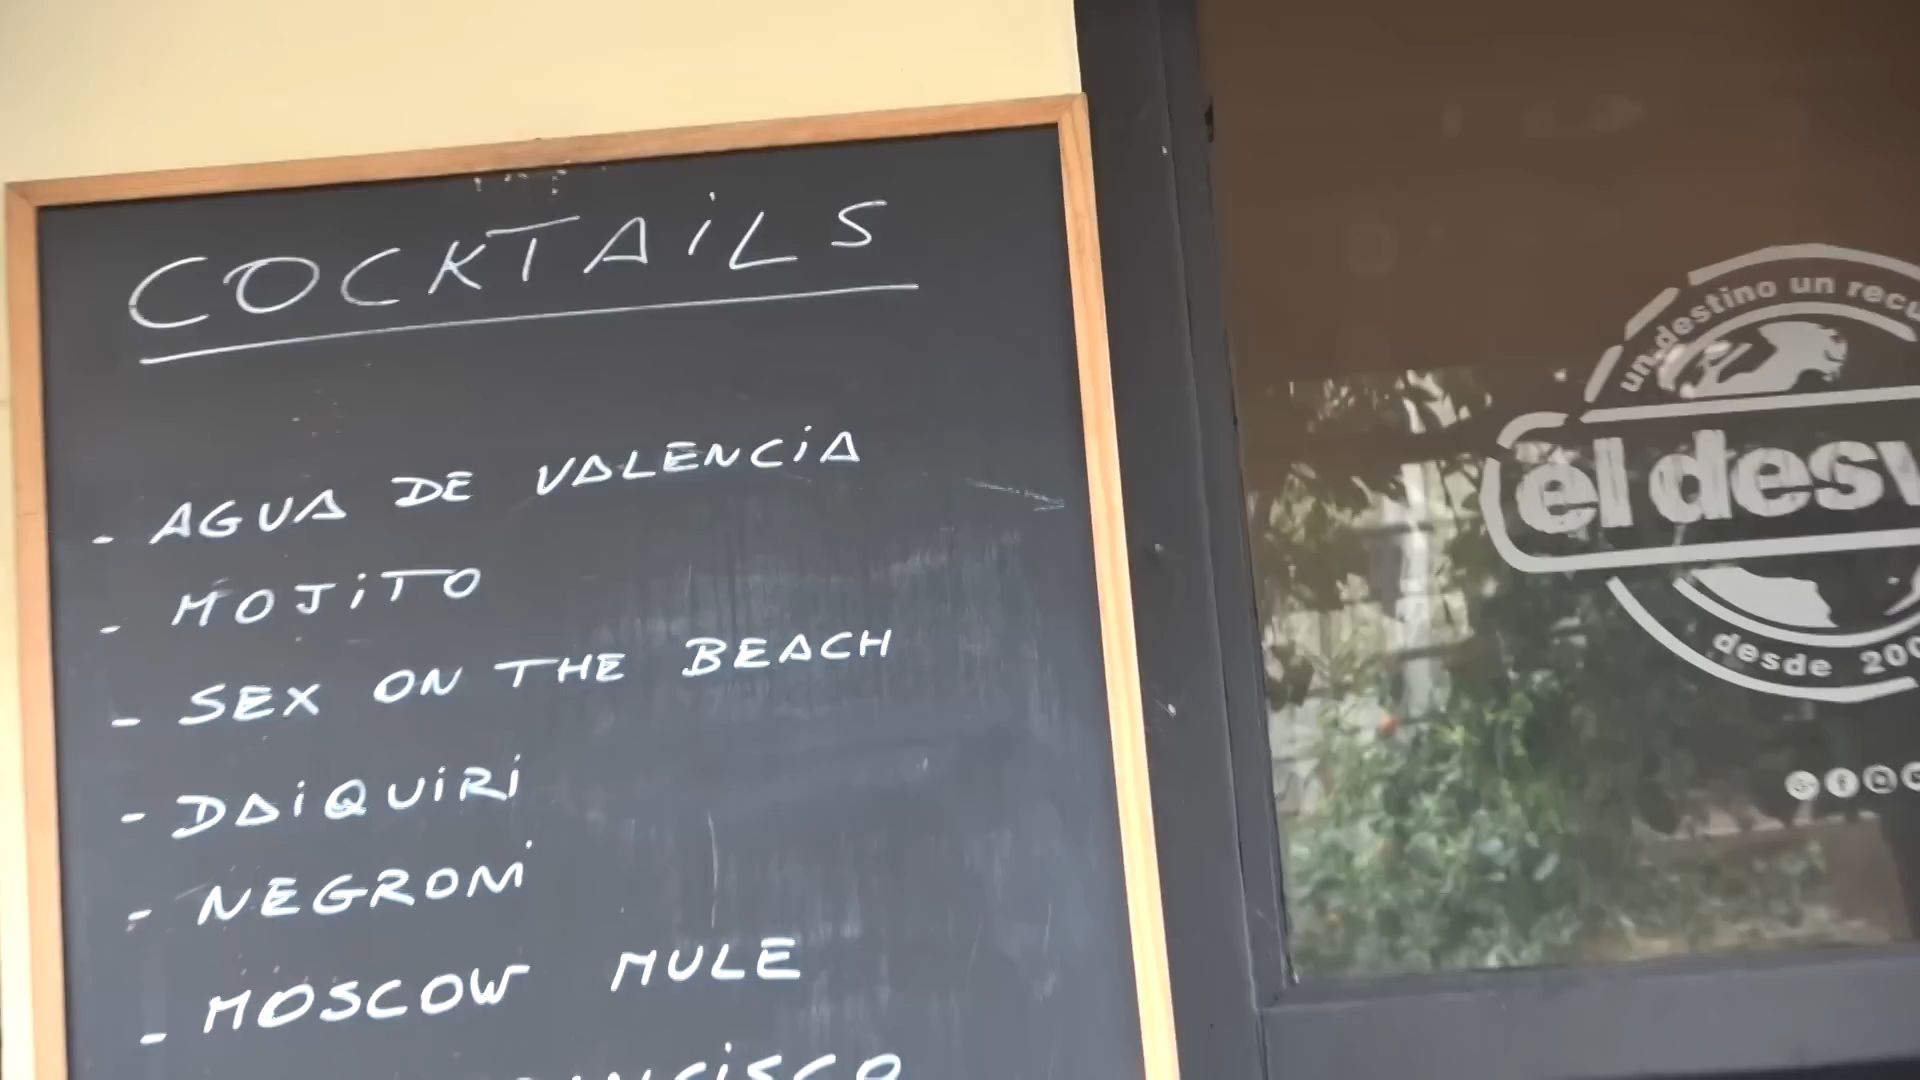 COCKTAiLS
- AGUA DE VALENCiA
- MOJiTO
- SEX ON THE BEACH
- DAiQUiRi
- NEGRONi
- MOSCOW MULE
un destino un recu
el desv
desde 200